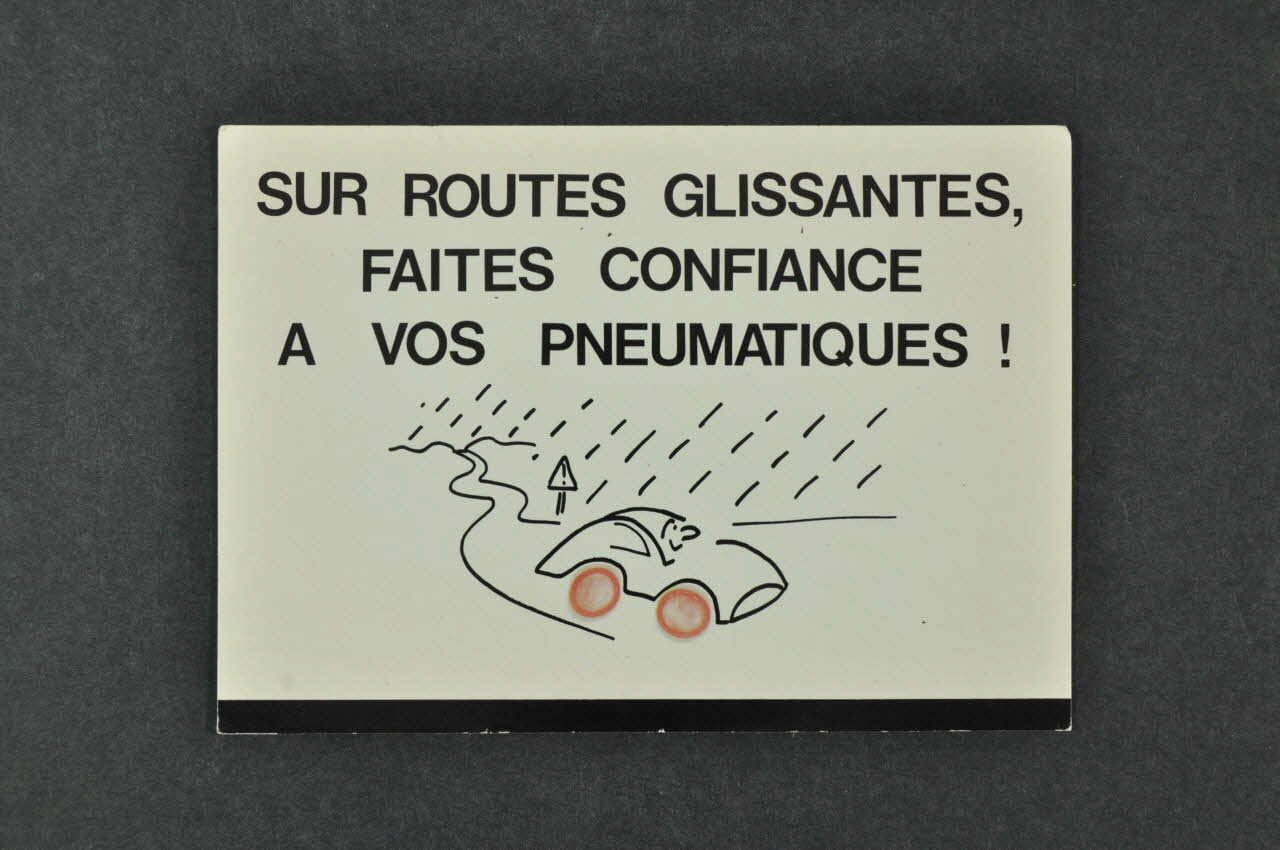 SUR ROUTES GLISSANTES,
FAITES CONFIANCE
A VOS PNEUMATIQUES !